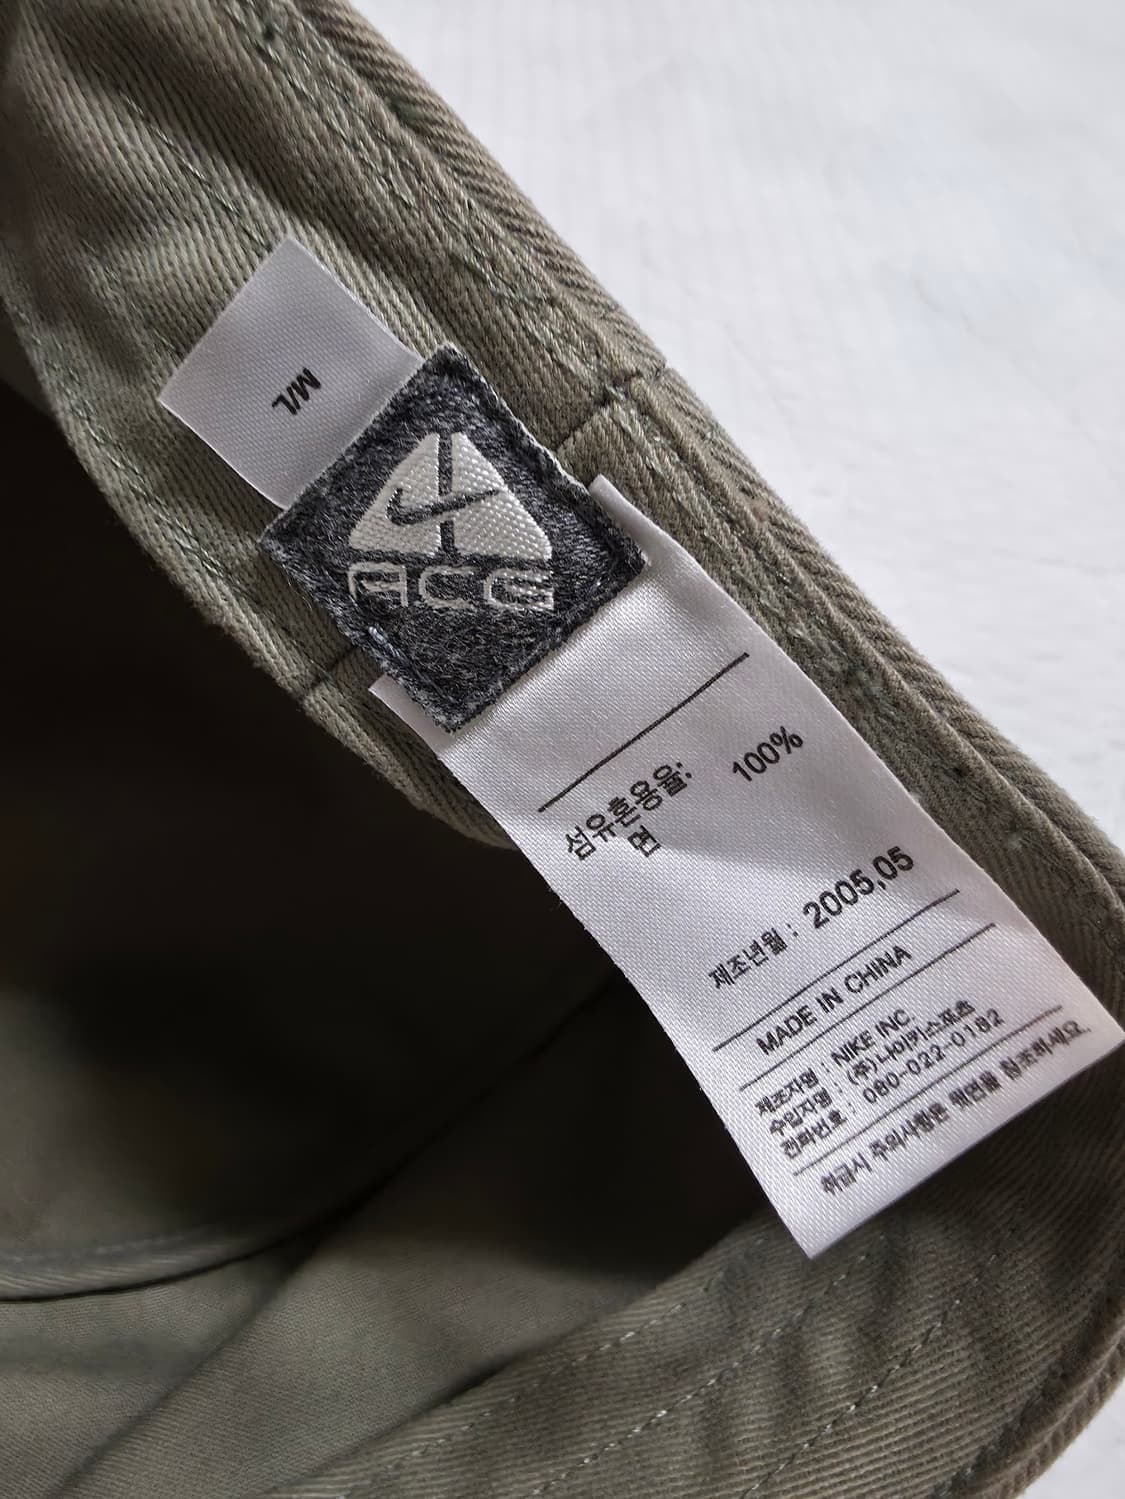 M/L
ACG
섬유혼용율:
면 100%
제조년월 : 2005,05
MADE IN CHINA
제조자명 : NIKE INC.
수입자명 : (주)나이키스포츠
전화번호 : 080-022-0182
취급시 주의사항은 뒷면을 참조하세요.